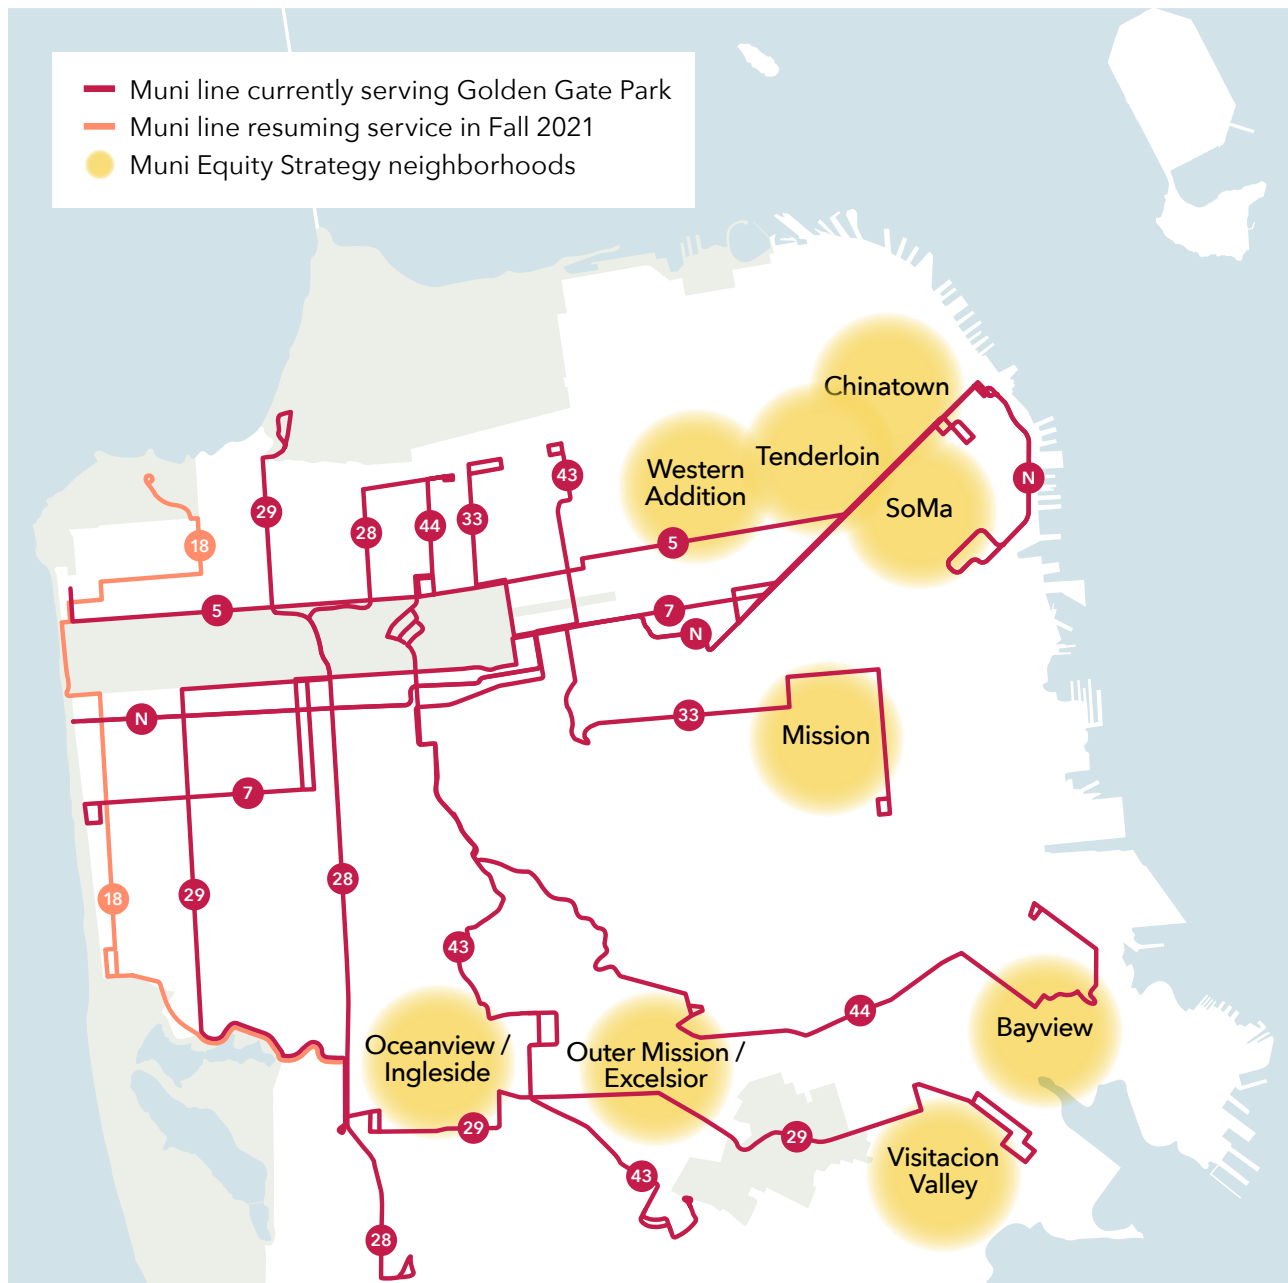 Muni line currently serving Golden Gate Park
Muni line resuming service in Fall 2021
Muni Equity Strategy neighborhoods
Chinatown
Tenderloin
Western
Addition
SoMa
43
N
29
28
44
33
18
5
5
7
N
N
33
Mission
7
28
29
18
43
44
Bayview
Oceanview /
Ingleside
Outer Mission /
Excelsior
29
29
Visitacion
Valley
43
28